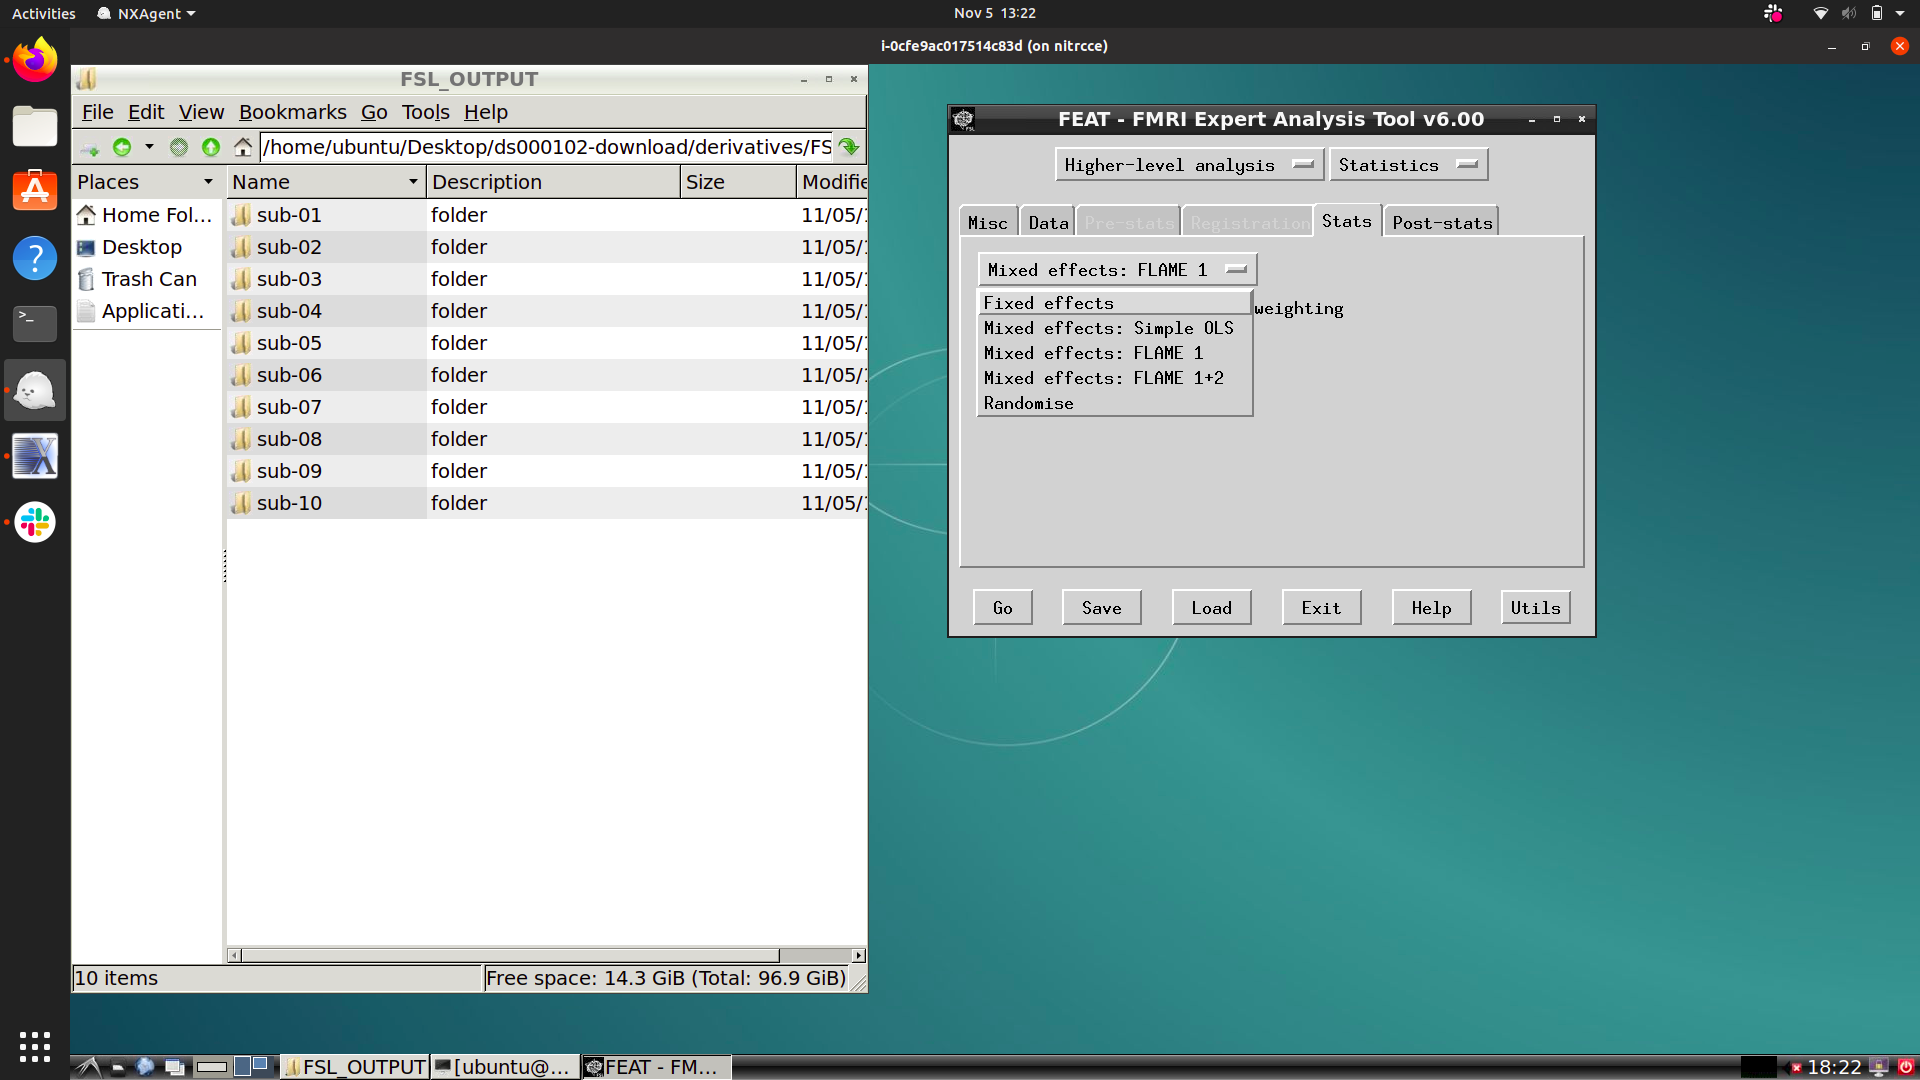 Activities NXAgent Nov 5 13:22
i-0cfe9ac017514c83d (on nitrcce)
FSL_OUTPUT
File Edit View Bookmarks Go Tools Help
/home/ubuntu/Desktop/ds000102-download/derivatives/FS
Places Name Description Size Modifie
Home Fol...
Desktop
Trash Can
Applicati...
sub-01 folder 11/05/
sub-02 folder 11/05/
sub-03 folder 11/05/
sub-04 folder 11/05/
sub-05 folder 11/05/
sub-06 folder 11/05/
sub-07 folder 11/05/
sub-08 folder 11/05/
sub-09 folder 11/05/
sub-10 folder 11/05/
10 items Free space: 14.3 GiB (Total: 96.9 GiB)
FEAT - FMRI Expert Analysis Tool v6.00
Higher-level analysis Statistics
Misc Data Pre-stats Registration Stats Post-stats
Mixed effects: FLAME 1
Fixed effects
weighting
Mixed effects: Simple OLS
Mixed effects: FLAME 1
Mixed effects: FLAME 1+2
Randomise
Go Save Load Exit Help Utils
FSL_OUTPUT [ubuntu@... FEAT - FM... 18:22